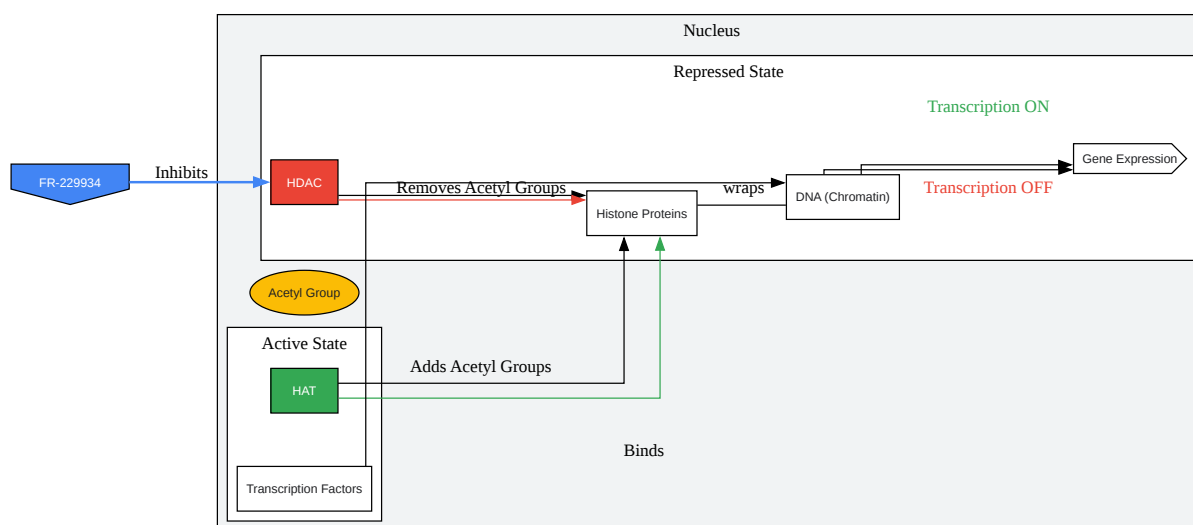 Nucleus
Repressed State
Transcription ON
Gene Expression
FR-229934
Inhibits
HDAC
Removes Acetyl Groups
wraps
Transcription OFF
DNA (Chromatin)
Histone Proteins
Acetyl Group
Active State
Adds Acetyl Groups
HAT
Binds
Transcription Factors